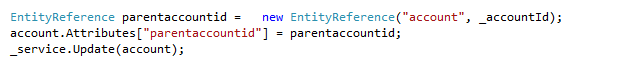 EntityReference parentaccountid =   new EntityReference("account", _accountId);
account.Attributes["parentaccountid"] = parentaccountid;
_service.Update(account);